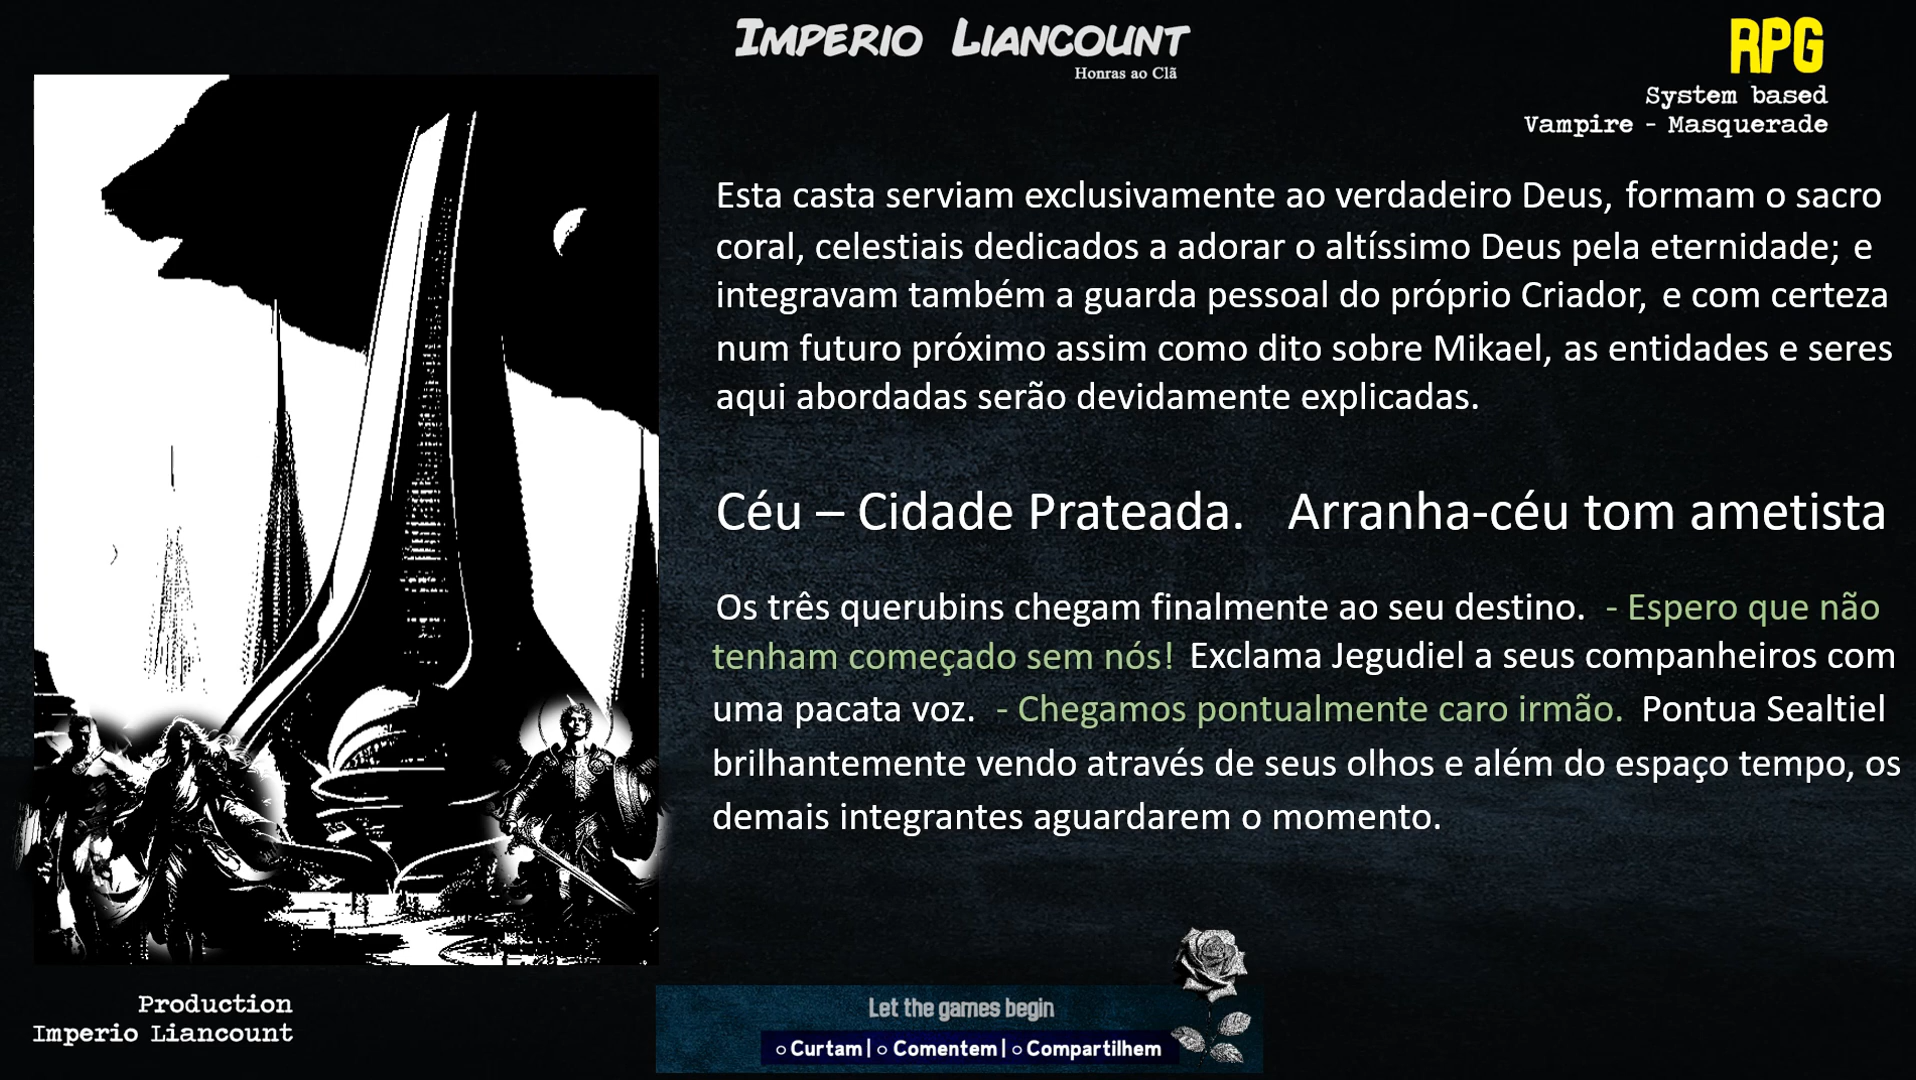 Imperio Liancount
Honras ao Clã
RPG
System based
Vampire - Masquerade
Esta casta serviam exclusivamente ao verdadeiro Deus, formam o sacro
coral, celestiais dedicados a adorar o altíssimo Deus pela eternidade; e
integravam também a guarda pessoal do próprio Criador, e com certeza
num futuro próximo assim como dito sobre Mikael, as entidades e seres
aqui abordadas serão devidamente explicadas.
Céu – Cidade Prateada. Arranha-céu tom ametista
Os três querubins chegam finalmente ao seu destino. - Espero que não
tenham começado sem nós! Exclama Jegudiel a seus companheiros com
uma pacata voz. - Chegamos pontualmente caro irmão. Pontua Sealtiel
brilhantemente vendo através de seus olhos e além do espaço tempo, os
demais integrantes aguardarem o momento.
Production
Imperio Liancount
Let the games begin
○ Curtam | ○ Comentem | ○ Compartilhem